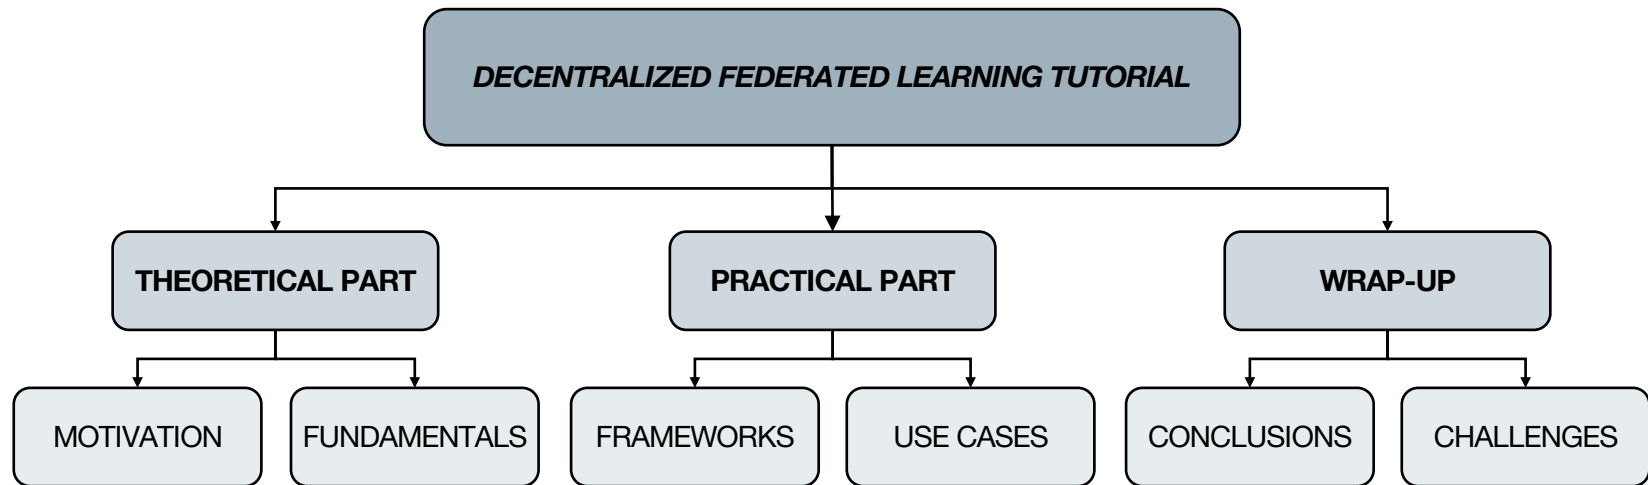 DECENTRALIZED FEDERATED LEARNING TUTORIAL
THEORETICAL PART
PRACTICAL PART
WRAP-UP
MOTIVATION
FUNDAMENTALS
FRAMEWORKS
USE CASES
CONCLUSIONS
CHALLENGES